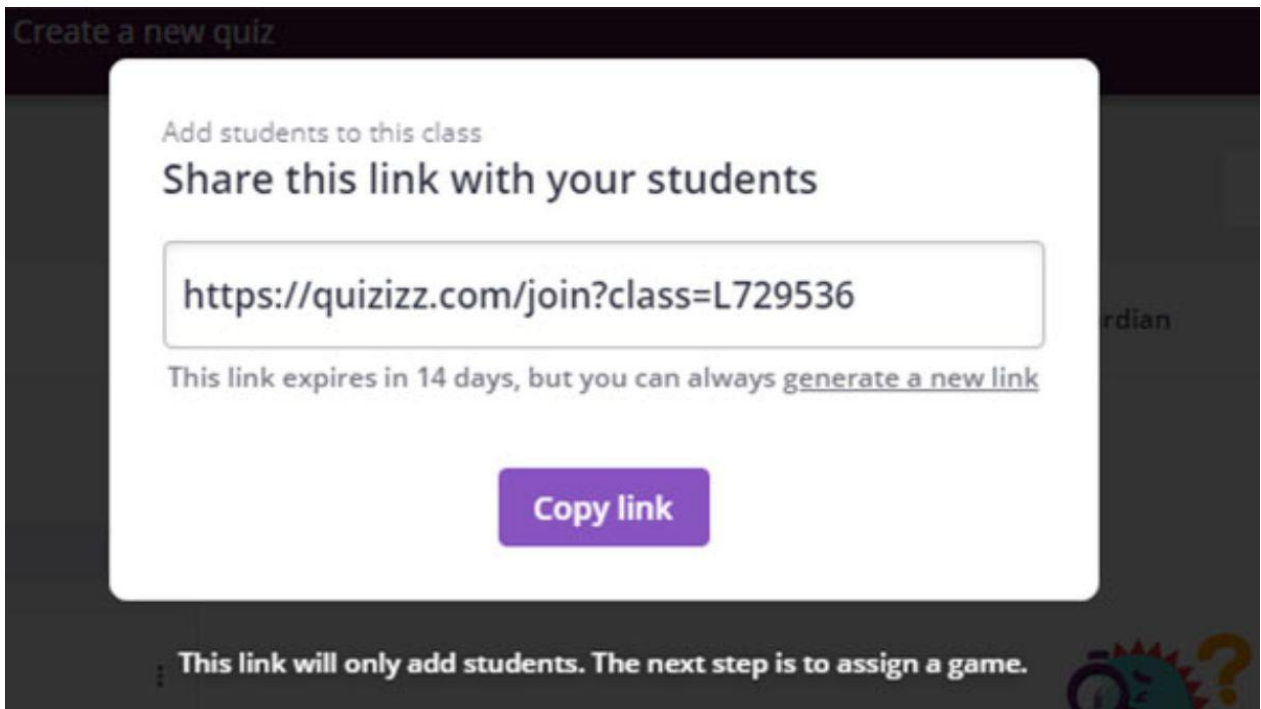 Create a new quiz
Add students to this class
Share this link with your students
https://quizizz.com/join?class=L729536
rdian
This link expires in 14 days, but you can always generate a new link
Copy link
This link will only add students. The next step is to assign a game.
?